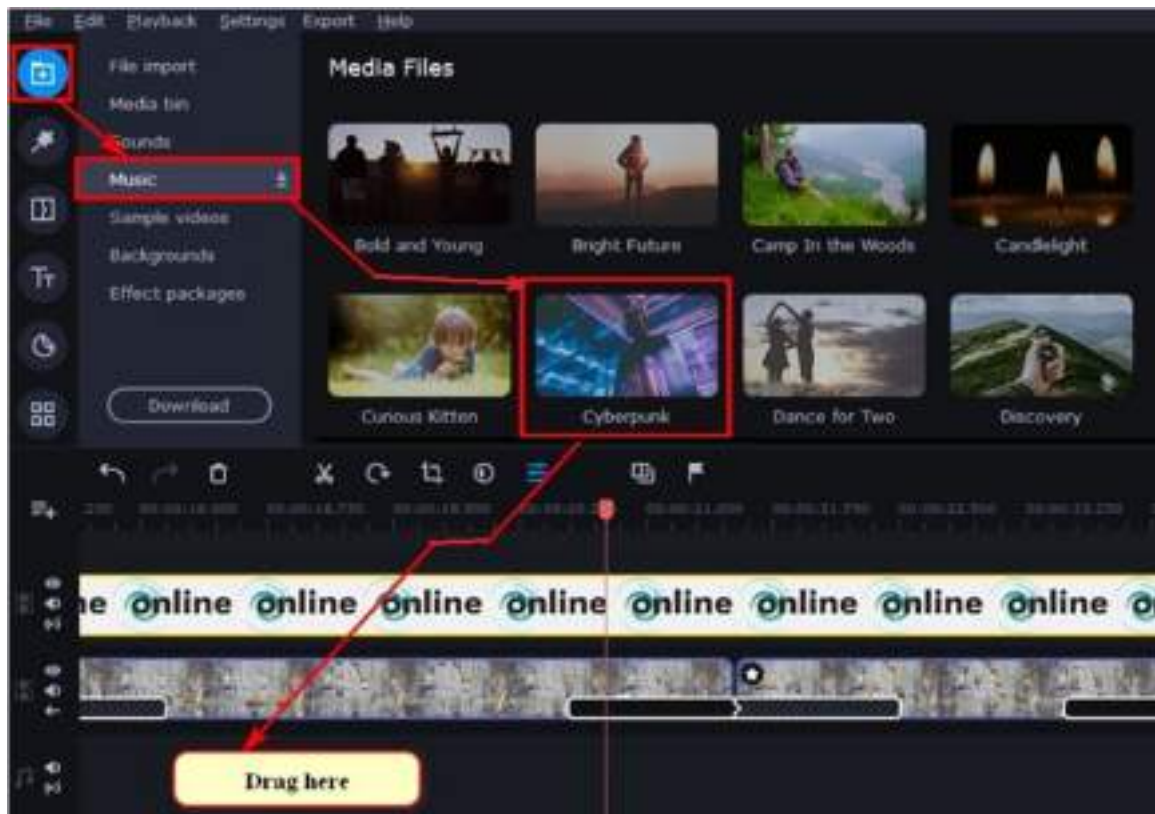 File Edit Playback Settings Export Help
File import
Media bin
Sounds
Music
Sample videos
Backgrounds
Effect packages
Download
Media Files
Bold and Young Bright Future Camp In the Woods Candlelight
Curious Kitten Cyberpunk Dance for Two Discovery
online online online online online online online online
Drag here